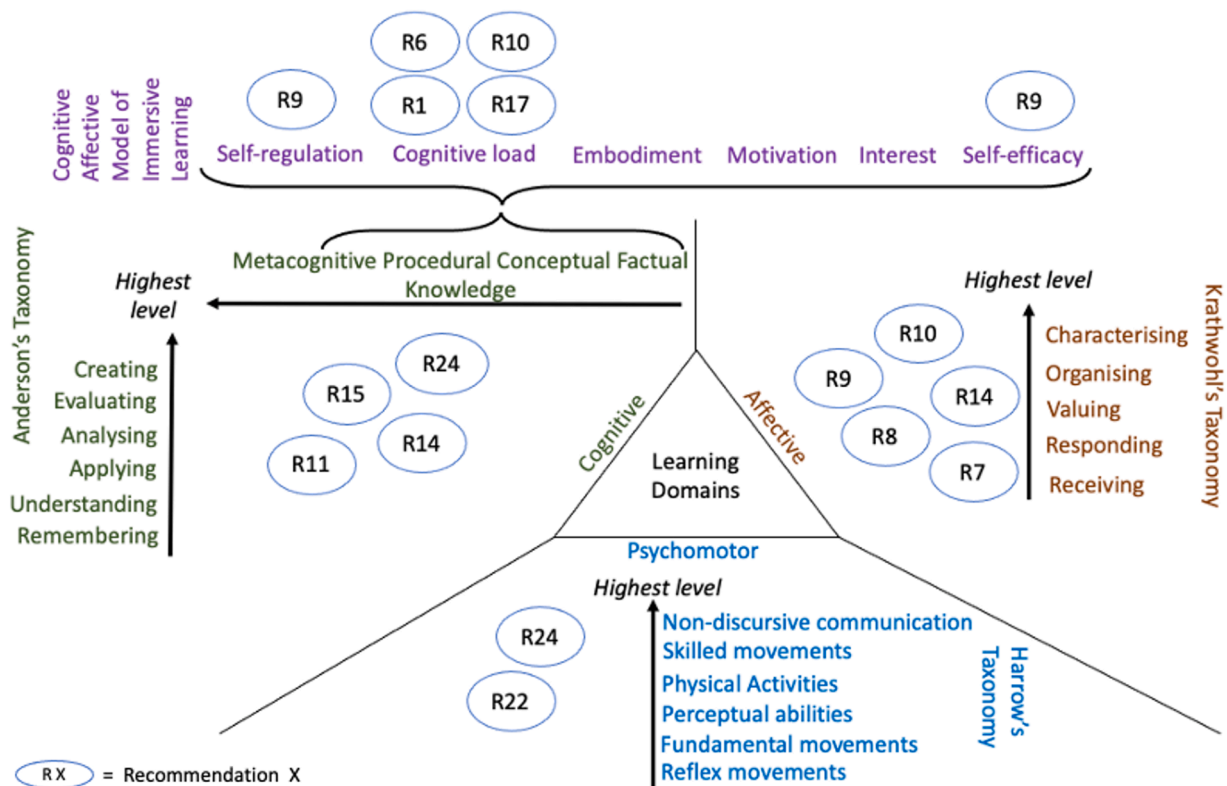 Cognitive
Affective
Model of
Immersive
Learning
R6
R10
R9
R1
R17
R9
Self-regulation
Cognitive load
Embodiment
Motivation
Interest
Self-efficacy
Anderson's Taxonomy
Metacognitive Procedural Conceptual Factual
Knowledge
Highest
level
Creating
Evaluating
Analysing
Applying
Understanding
Remembering
R24
R15
R14
R11
Cognitive
Affective
Learning
Domains
Psychomotor
Highest level
R10
R9
R14
R8
R7
Characterising
Organising
Valuing
Responding
Receiving
Krathwohl's Taxonomy
Highest level
R24
R22
Non-discursive communication
Skilled movements
Physical Activities
Perceptual abilities
Fundamental movements
Reflex movements
Harrow's
Taxonomy
R X = Recommendation X